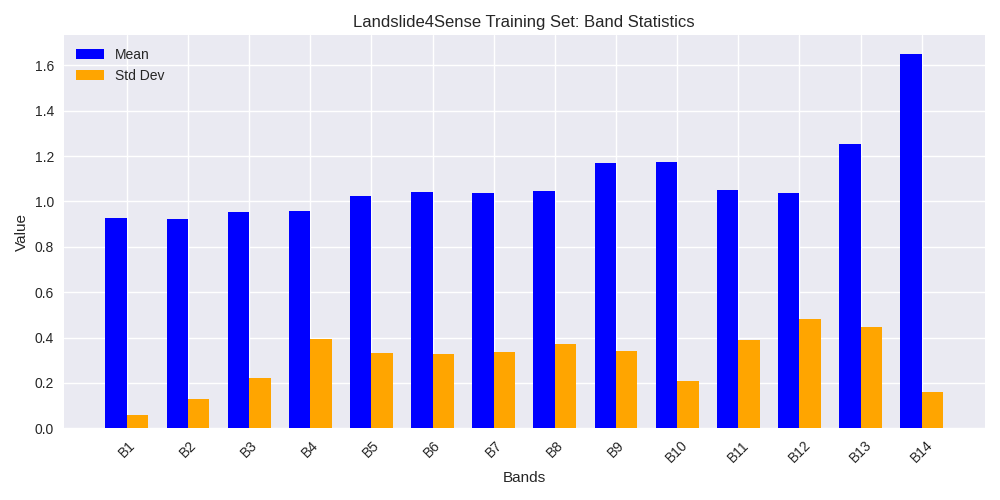 Landslide4Sense Training Set: Band Statistics
Mean
Std Dev
1.6
1.4
1.2
1.0
0.8
0.6
0.4
0.2
0.0
Value
B1 B2 B3 B4 B5 B6 B7 B8 B9 B10 B11 B12 B13 B14
Bands